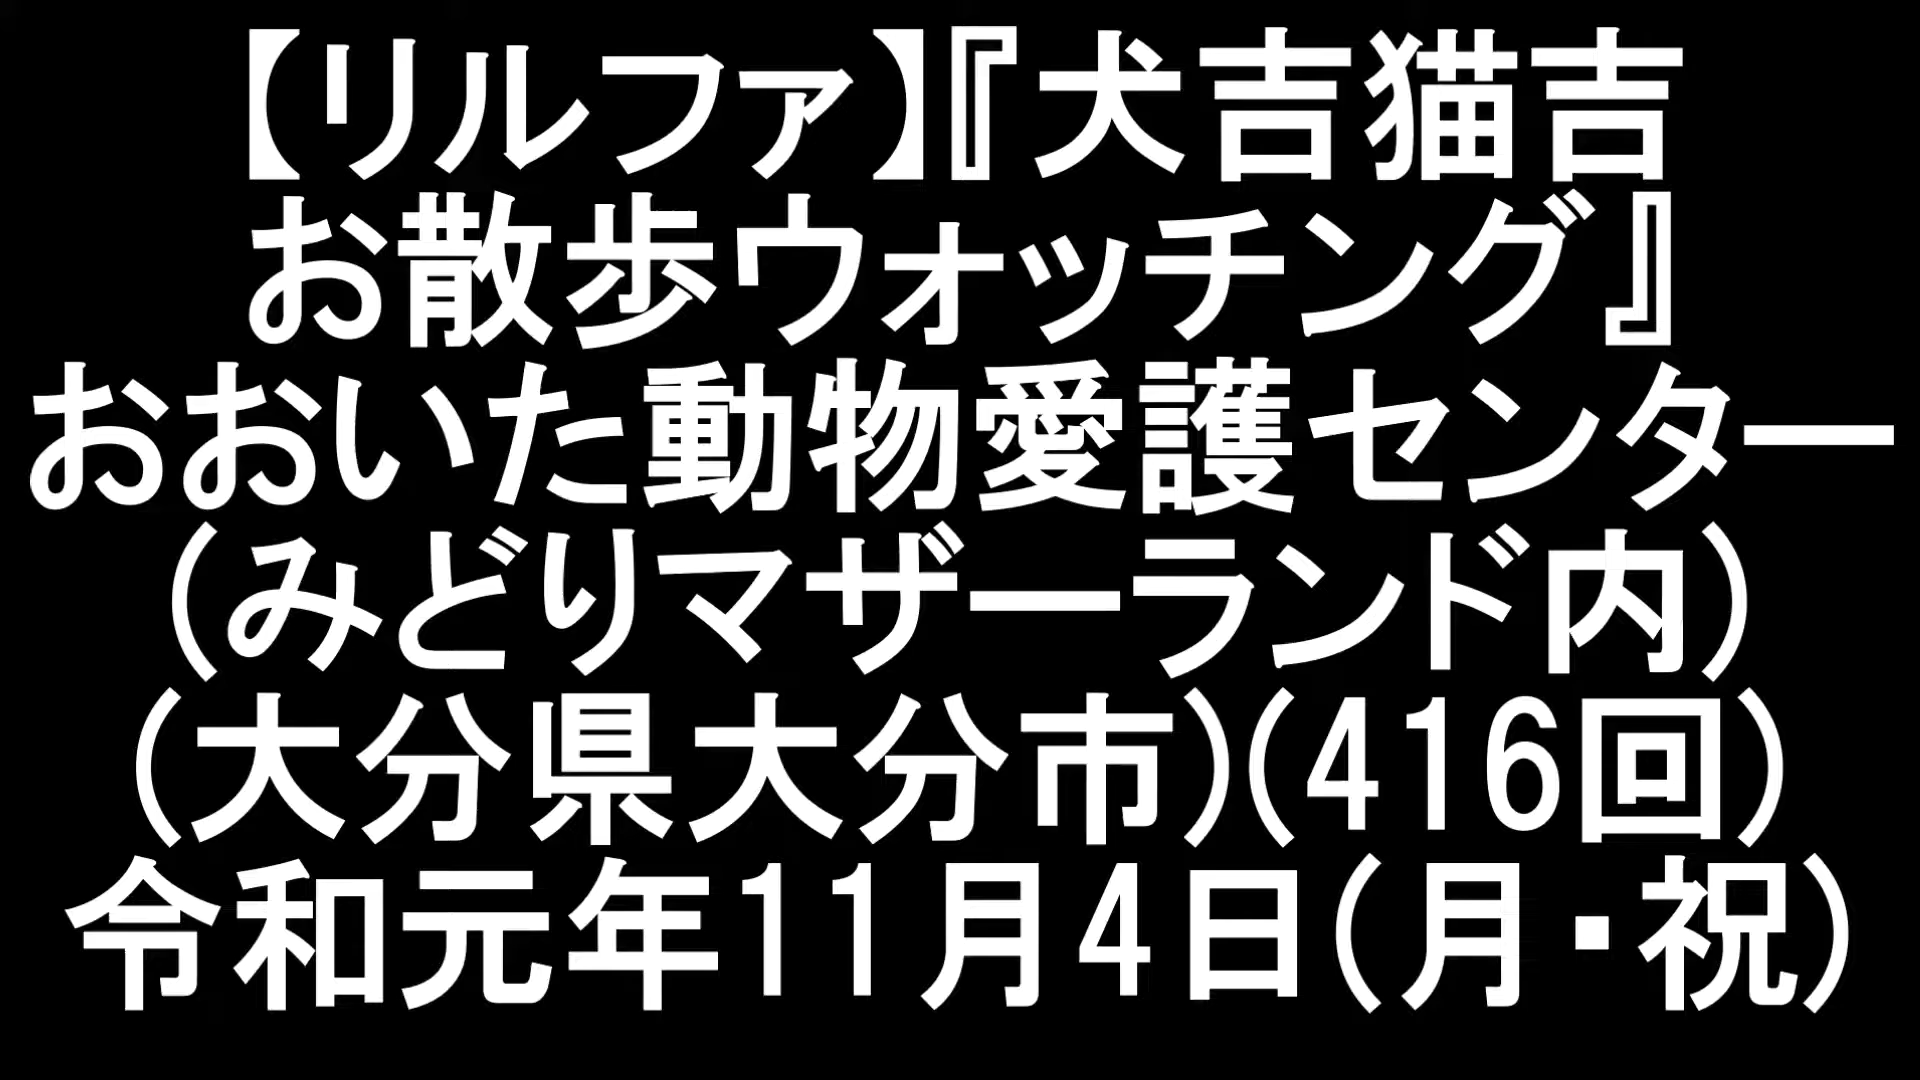 【リルファ】『犬吉猫吉
お散歩ウォッチング』
おおいた動物愛護センター
(みどりマザーランド内)
(大分県大分市)(416回)
令和元年11月4日(月・祝)